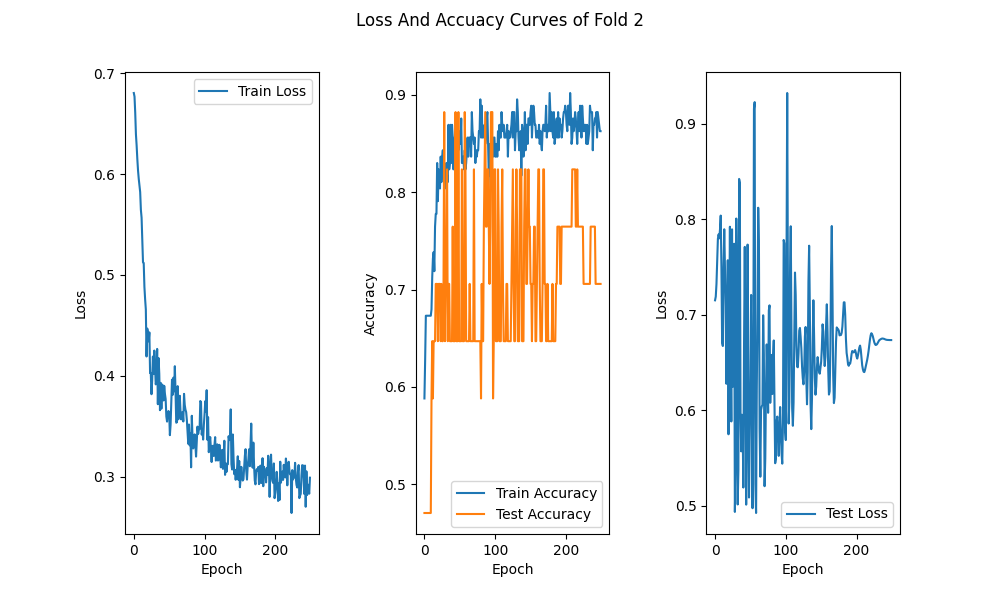 Loss And Accuacy Curves of Fold 2
0.7
0.6
0.5
0.4
0.3
Loss
0
100
200
Epoch
Train Loss
0.9
0.8
0.7
0.6
0.5
Accuracy
0
100
200
Epoch
Train Accuracy
Test Accuracy
0.9
0.8
0.7
0.6
0.5
Loss
0
100
200
Epoch
Test Loss